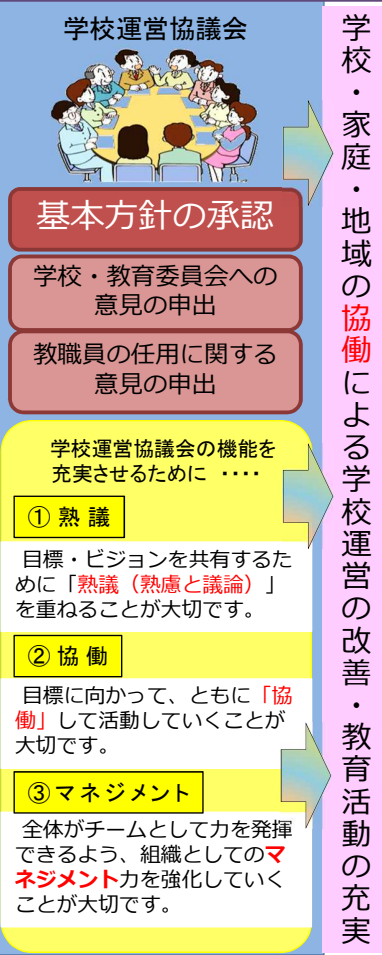 学校運営協議会
基本方針の承認
学校・教育委員会への
意見の申出
教職員の任用に関する
意見の申出
学校運営協議会の機能を
充実させるために ････
① 熟 議
目標・ビジョンを共有するた
めに「熟議（熟慮と議論）」
を重ねることが大切です。
② 協 働
目標に向かって、ともに「協
働」して活動していくことが
大切です。
③ マネジメント
全体がチームとして力を発揮
できるよう、組織としてのマ
ネジメント力を強化していく
ことが大切です。
学校・家庭・地域の協働による学校運営の改善・教育活動の充実